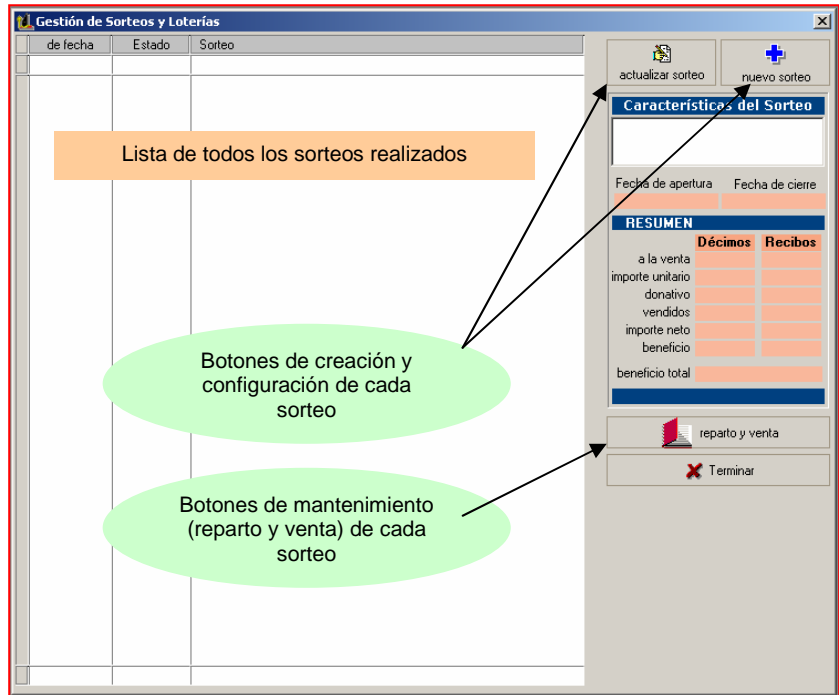 Gestión de Sorteos y Loterías
de fecha Estado Sorteo
actualizar sorteo nuevo sorteo
Características del Sorteo
Lista de todos los sorteos realizados
Fecha de apertura Fecha de cierre
RESUMEN
Décimos Recibos
a la venta
importe unitario
donativo
vendidos
importe neto
beneficio
beneficio total
Botones de creación y
configuración de cada
sorteo
reparto y venta
Terminar
Botones de mantenimiento
(reparto y venta) de cada
sorteo